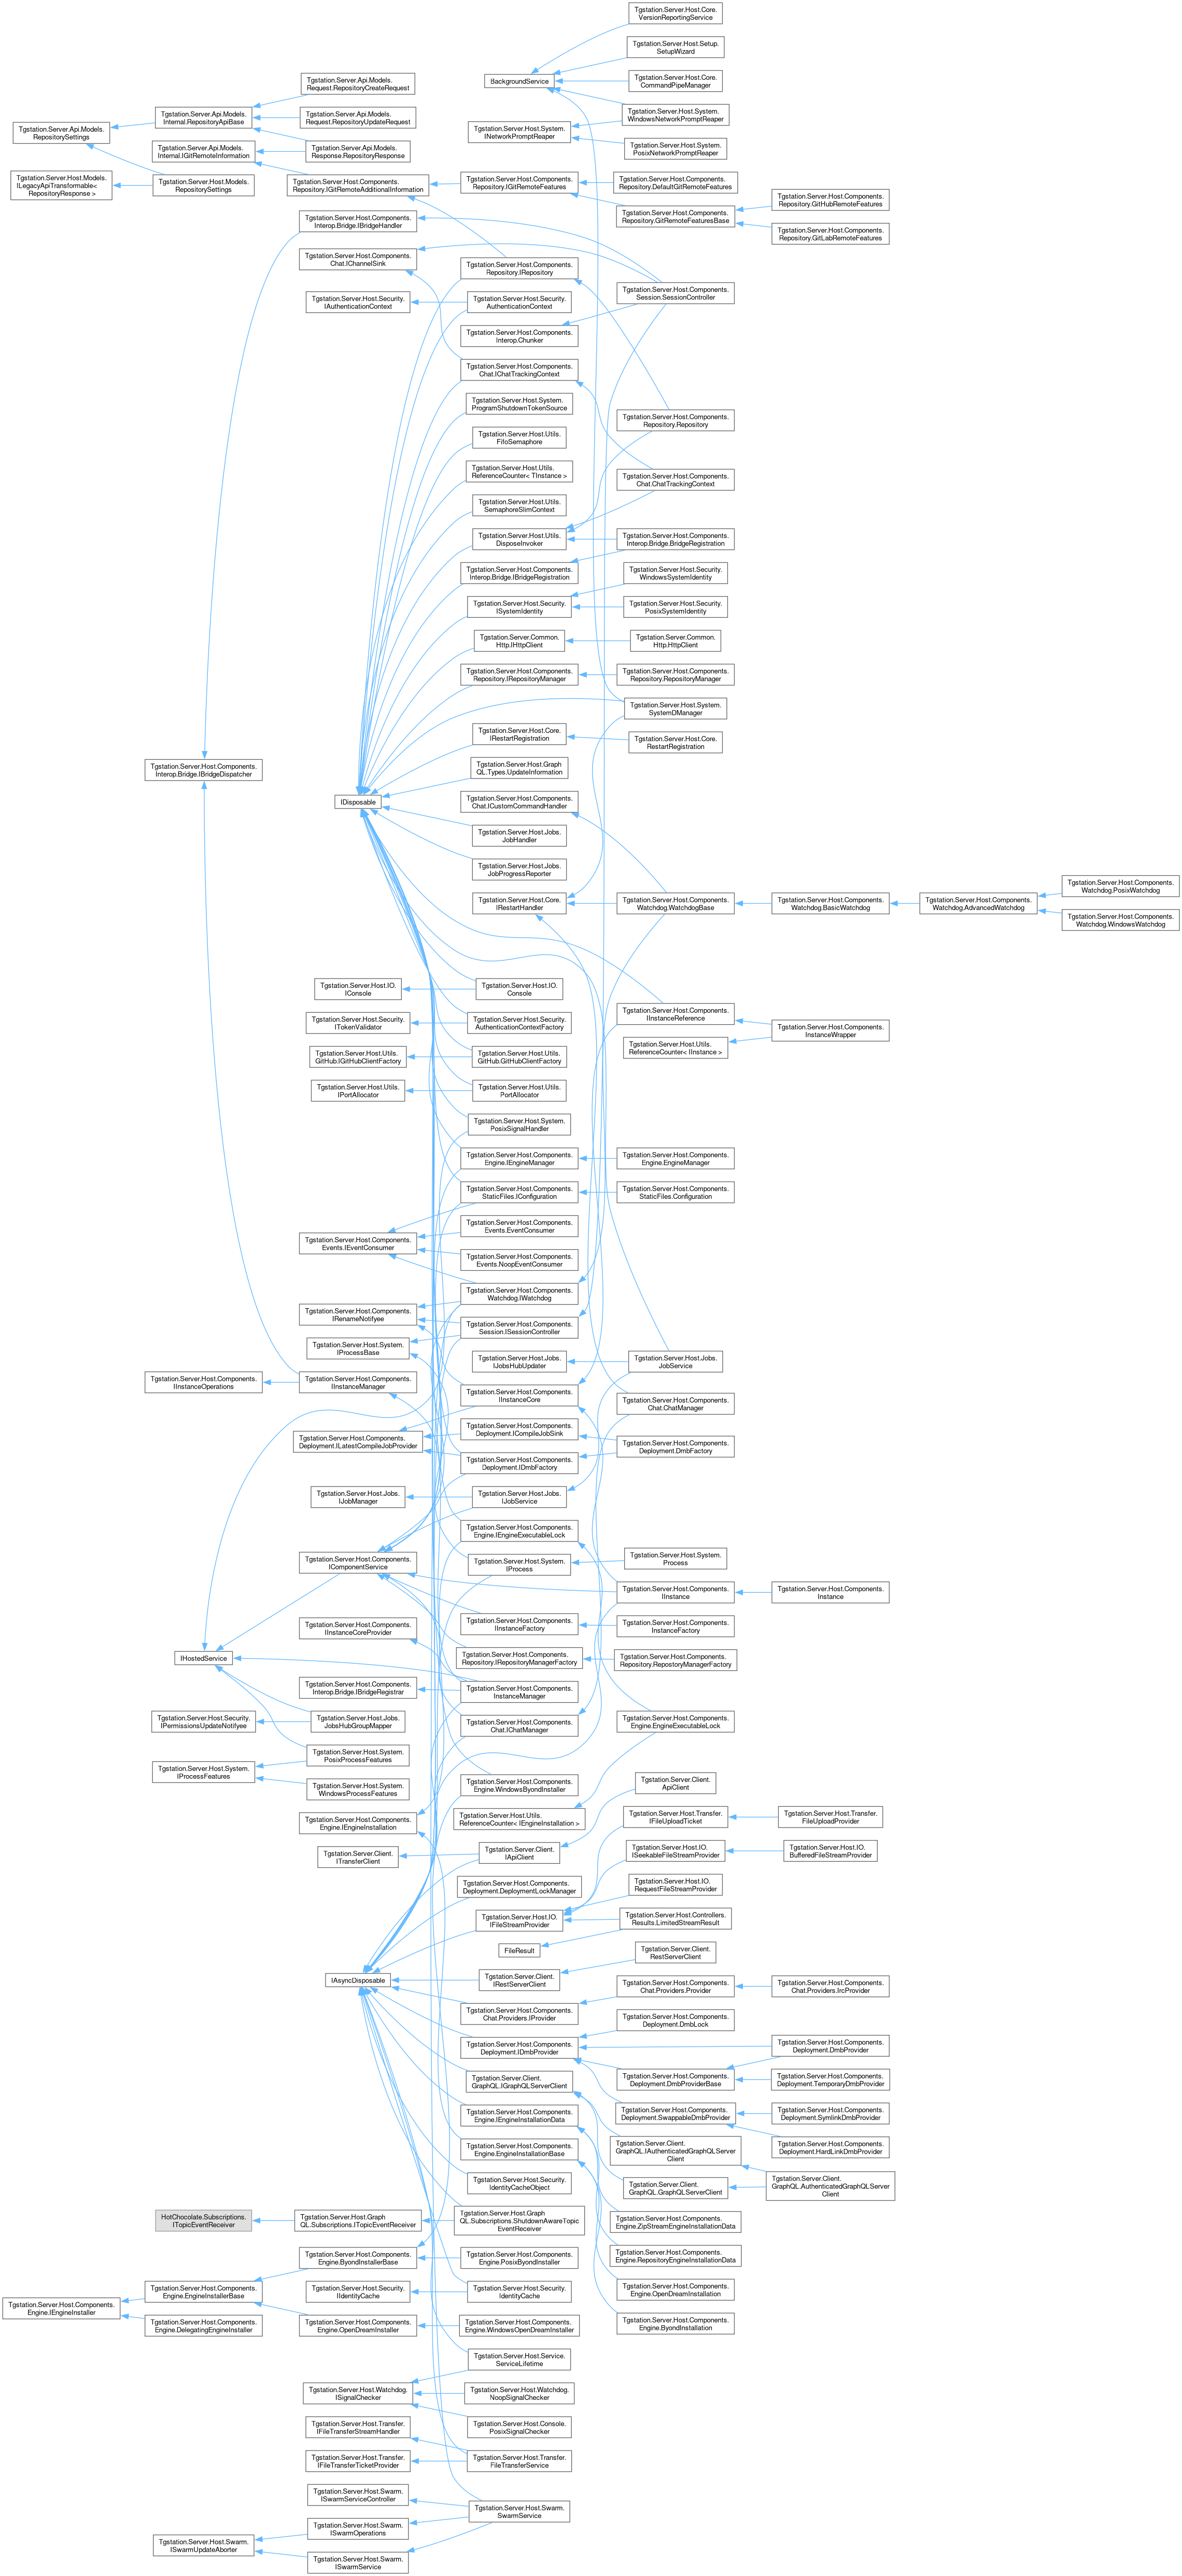 Tgstation.Server.Host.Core.
VersionReportingService
Tgstation.Server.Host.Setup.
SetupWizard
BackgroundService
Tgstation.Server.Host.Core.
CommandPipeManager
Tgstation.Server.Api.Models.
Request.RepositoryCreateRequest
Tgstation.Server.Api.Models.
Internal.RepositoryApiBase
Tgstation.Server.Api.Models.
Request.RepositoryUpdateRequest
Tgstation.Server.Host.System.
WindowsNetworkPromptReaper
Tgstation.Server.Api.Models.
RepositorySettings
Tgstation.Server.Host.System.
INetworkPromptReaper
Tgstation.Server.Host.System.
PosixNetworkPromptReaper
Tgstation.Server.Api.Models.
Internal.IGitRemoteInformation
Tgstation.Server.Api.Models.
Response.RepositoryResponse
Tgstation.Server.Host.Models.
ILegacyApiTransformable<
RepositoryResponse >
Tgstation.Server.Host.Models.
RepositorySettings
Tgstation.Server.Host.Components.
Repository.IGitRemoteAdditionalInformation
Tgstation.Server.Host.Components.
Repository.IGitRemoteFeatures
Tgstation.Server.Host.Components.
Repository.DefaultGitRemoteFeatures
Tgstation.Server.Host.Components.
Repository.GitRemoteFeaturesBase
Tgstation.Server.Host.Components.
Repository.GitHubRemoteFeatures
Tgstation.Server.Host.Components.
Repository.GitLabRemoteFeatures
Tgstation.Server.Host.Components.
Interop.Bridge.IBridgeHandler
Tgstation.Server.Host.Components.
Chat.IChannelSink
Tgstation.Server.Host.Components.
Repository.IRepository
Tgstation.Server.Host.Components.
Session.SessionController
Tgstation.Server.Host.Security.
IAuthenticationContext
Tgstation.Server.Host.Security.
AuthenticationContext
Tgstation.Server.Host.Components.
Interop.Chunker
Tgstation.Server.Host.Components.
Chat.IChatTrackingContext
Tgstation.Server.Host.System.
ProgramShutdownTokenSource
Tgstation.Server.Host.Components.
Repository.Repository
Tgstation.Server.Host.Utils.
FifoSemaphore
Tgstation.Server.Host.Utils.
ReferenceCounter< TInstance >
Tgstation.Server.Host.Components.
Chat.ChatTrackingContext
Tgstation.Server.Host.Utils.
SemaphoreSlimContext
Tgstation.Server.Host.Utils.
DisposeInvoker
Tgstation.Server.Host.Components.
Interop.Bridge.BridgeRegistration
Tgstation.Server.Host.Components.
Interop.Bridge.IBridgeRegistration
Tgstation.Server.Host.Security.
WindowsSystemIdentity
Tgstation.Server.Host.Security.
ISystemIdentity
Tgstation.Server.Host.Security.
PosixSystemIdentity
Tgstation.Server.Common.
Http.IHttpClient
Tgstation.Server.Common.
Http.HttpClient
Tgstation.Server.Host.Components.
Repository.IRepositoryManager
Tgstation.Server.Host.Components.
Repository.RepositoryManager
Tgstation.Server.Host.System.
SystemDManager
Tgstation.Server.Host.Core.
IRestartRegistration
Tgstation.Server.Host.Core.
RestartRegistration
Tgstation.Server.Host.Components.
Interop.Bridge.IBridgeDispatcher
Tgstation.Server.Host.Graph
QL.Types.UpdateInformation
IDisposable
Tgstation.Server.Host.Components.
Chat.ICustomCommandHandler
Tgstation.Server.Host.Jobs.
JobHandler
Tgstation.Server.Host.Jobs.
JobProgressReporter
Tgstation.Server.Host.Core.
IRestartHandler
Tgstation.Server.Host.Components.
Watchdog.WatchdogBase
Tgstation.Server.Host.Components.
Watchdog.BasicWatchdog
Tgstation.Server.Host.Components.
Watchdog.AdvancedWatchdog
Tgstation.Server.Host.Components.
Watchdog.PosixWatchdog
Tgstation.Server.Host.Components.
Watchdog.WindowsWatchdog
Tgstation.Server.Host.IO.
IConsole
Tgstation.Server.Host.IO.
Console
Tgstation.Server.Host.Components.
IInstanceReference
Tgstation.Server.Host.Security.
ITokenValidator
Tgstation.Server.Host.Security.
AuthenticationContextFactory
Tgstation.Server.Host.Components.
InstanceWrapper
Tgstation.Server.Host.Utils.
ReferenceCounter< IInstance >
Tgstation.Server.Host.Utils.
GitHub.IGitHubClientFactory
Tgstation.Server.Host.Utils.
GitHub.GitHubClientFactory
Tgstation.Server.Host.Utils.
IPortAllocator
Tgstation.Server.Host.Utils.
PortAllocator
Tgstation.Server.Host.System.
PosixSignalHandler
Tgstation.Server.Host.Components.
Engine.IEngineManager
Tgstation.Server.Host.Components.
Engine.EngineManager
Tgstation.Server.Host.Components.
StaticFiles.IConfiguration
Tgstation.Server.Host.Components.
StaticFiles.Configuration
Tgstation.Server.Host.Components.
Events.IEventConsumer
Tgstation.Server.Host.Components.
Events.EventConsumer
Tgstation.Server.Host.Components.
Events.NoopEventConsumer
Tgstation.Server.Host.Components.
Watchdog.IWatchdog
Tgstation.Server.Host.Components.
IRenameNotifyee
Tgstation.Server.Host.Components.
Session.ISessionController
Tgstation.Server.Host.System.
IProcessBase
Tgstation.Server.Host.Jobs.
IJobsHubUpdater
Tgstation.Server.Host.Jobs.
JobService
Tgstation.Server.Host.Components.
IInstanceOperations
Tgstation.Server.Host.Components.
IInstanceManager
Tgstation.Server.Host.Components.
IInstanceCore
Tgstation.Server.Host.Components.
Chat.ChatManager
Tgstation.Server.Host.Components.
Deployment.ILatestCompileJobProvider
Tgstation.Server.Host.Components.
Deployment.ICompileJobSink
Tgstation.Server.Host.Components.
Deployment.DmbFactory
Tgstation.Server.Host.Components.
Deployment.IDmbFactory
Tgstation.Server.Host.Jobs.
IJobManager
Tgstation.Server.Host.Jobs.
IJobService
Tgstation.Server.Host.Components.
Engine.IEngineExecutableLock
Tgstation.Server.Host.Components.
IComponentService
Tgstation.Server.Host.System.
IProcess
Tgstation.Server.Host.System.
Process
Tgstation.Server.Host.Components.
IInstance
Tgstation.Server.Host.Components.
Instance
Tgstation.Server.Host.Components.
IInstanceCoreProvider
Tgstation.Server.Host.Components.
IInstanceFactory
Tgstation.Server.Host.Components.
InstanceFactory
IHostedService
Tgstation.Server.Host.Components.
Repository.IRepositoryManagerFactory
Tgstation.Server.Host.Components.
Repository.RepostoryManagerFactory
Tgstation.Server.Host.Components.
Interop.Bridge.IBridgeRegistrar
Tgstation.Server.Host.Components.
InstanceManager
Tgstation.Server.Host.Security.
IPermissionsUpdateNotifyee
Tgstation.Server.Host.Jobs.
JobsHubGroupMapper
Tgstation.Server.Host.Components.
Chat.IChatManager
Tgstation.Server.Host.Components.
Engine.EngineExecutableLock
Tgstation.Server.Host.System.
PosixProcessFeatures
Tgstation.Server.Host.System.
IProcessFeatures
Tgstation.Server.Host.System.
WindowsProcessFeatures
Tgstation.Server.Host.Components.
Engine.WindowsByondInstaller
Tgstation.Server.Client.
ApiClient
Tgstation.Server.Host.Components.
Engine.IEngineInstallation
Tgstation.Server.Host.Utils.
ReferenceCounter< IEngineInstallation >
Tgstation.Server.Host.Transfer.
IFileUploadTicket
Tgstation.Server.Host.Transfer.
FileUploadProvider
Tgstation.Server.Client.
ITransferClient
Tgstation.Server.Client.
IApiClient
Tgstation.Server.Host.IO.
ISeekableFileStreamProvider
Tgstation.Server.Host.IO.
BufferedFileStreamProvider
Tgstation.Server.Host.Components.
Deployment.DeploymentLockManager
Tgstation.Server.Host.IO.
RequestFileStreamProvider
Tgstation.Server.Host.IO.
IFileStreamProvider
Tgstation.Server.Host.Controllers.
Results.LimitedStreamResult
FileResult
Tgstation.Server.Client.
RestServerClient
IAsyncDisposable
Tgstation.Server.Client.
IRestServerClient
Tgstation.Server.Host.Components.
Chat.Providers.IProvider
Tgstation.Server.Host.Components.
Chat.Providers.Provider
Tgstation.Server.Host.Components.
Chat.Providers.IrcProvider
Tgstation.Server.Host.Components.
Deployment.DmbLock
Tgstation.Server.Host.Components.
Deployment.IDmbProvider
Tgstation.Server.Host.Components.
Deployment.DmbProvider
Tgstation.Server.Client.
GraphQL.IGraphQLServerClient
Tgstation.Server.Host.Components.
Deployment.DmbProviderBase
Tgstation.Server.Host.Components.
Deployment.TemporaryDmbProvider
Tgstation.Server.Host.Components.
Engine.IEngineInstallationData
Tgstation.Server.Host.Components.
Deployment.SwappableDmbProvider
Tgstation.Server.Host.Components.
Deployment.SymlinkDmbProvider
Tgstation.Server.Host.Components.
Engine.EngineInstallationBase
Tgstation.Server.Client.
GraphQL.IAuthenticatedGraphQLServer
Client
Tgstation.Server.Host.Components.
Deployment.HardLinkDmbProvider
Tgstation.Server.Host.Security.
IdentityCacheObject
Tgstation.Server.Client.
GraphQL.GraphQLServerClient
Tgstation.Server.Client.
GraphQL.AuthenticatedGraphQLServer
Client
HotChocolate.Subscriptions.
ITopicEventReceiver
Tgstation.Server.Host.Graph
QL.Subscriptions.ITopicEventReceiver
Tgstation.Server.Host.Graph
QL.Subscriptions.ShutdownAwareTopic
EventReceiver
Tgstation.Server.Host.Components.
Engine.ZipStreamEngineInstallationData
Tgstation.Server.Host.Components.
Engine.ByondInstallerBase
Tgstation.Server.Host.Components.
Engine.PosixByondInstaller
Tgstation.Server.Host.Components.
Engine.RepositoryEngineInstallationData
Tgstation.Server.Host.Components.
Engine.IEngineInstaller
Tgstation.Server.Host.Components.
Engine.EngineInstallerBase
Tgstation.Server.Host.Security.
IIdentityCache
Tgstation.Server.Host.Security.
IdentityCache
Tgstation.Server.Host.Components.
Engine.OpenDreamInstallation
Tgstation.Server.Host.Components.
Engine.DelegatingEngineInstaller
Tgstation.Server.Host.Components.
Engine.OpenDreamInstaller
Tgstation.Server.Host.Components.
Engine.WindowsOpenDreamInstaller
Tgstation.Server.Host.Components.
Engine.ByondInstallation
Tgstation.Server.Host.Service.
ServiceLifetime
Tgstation.Server.Host.Watchdog.
ISignalChecker
Tgstation.Server.Host.Watchdog.
NoopSignalChecker
Tgstation.Server.Host.Console.
PosixSignalChecker
Tgstation.Server.Host.Transfer.
IFileTransferStreamHandler
Tgstation.Server.Host.Transfer.
IFileTransferTicketProvider
Tgstation.Server.Host.Transfer.
FileTransferService
Tgstation.Server.Host.Swarm.
ISwarmServiceController
Tgstation.Server.Host.Swarm.
SwarmService
Tgstation.Server.Host.Swarm.
ISwarmOperations
Tgstation.Server.Host.Swarm.
ISwarmUpdateAborter
Tgstation.Server.Host.Swarm.
ISwarmService